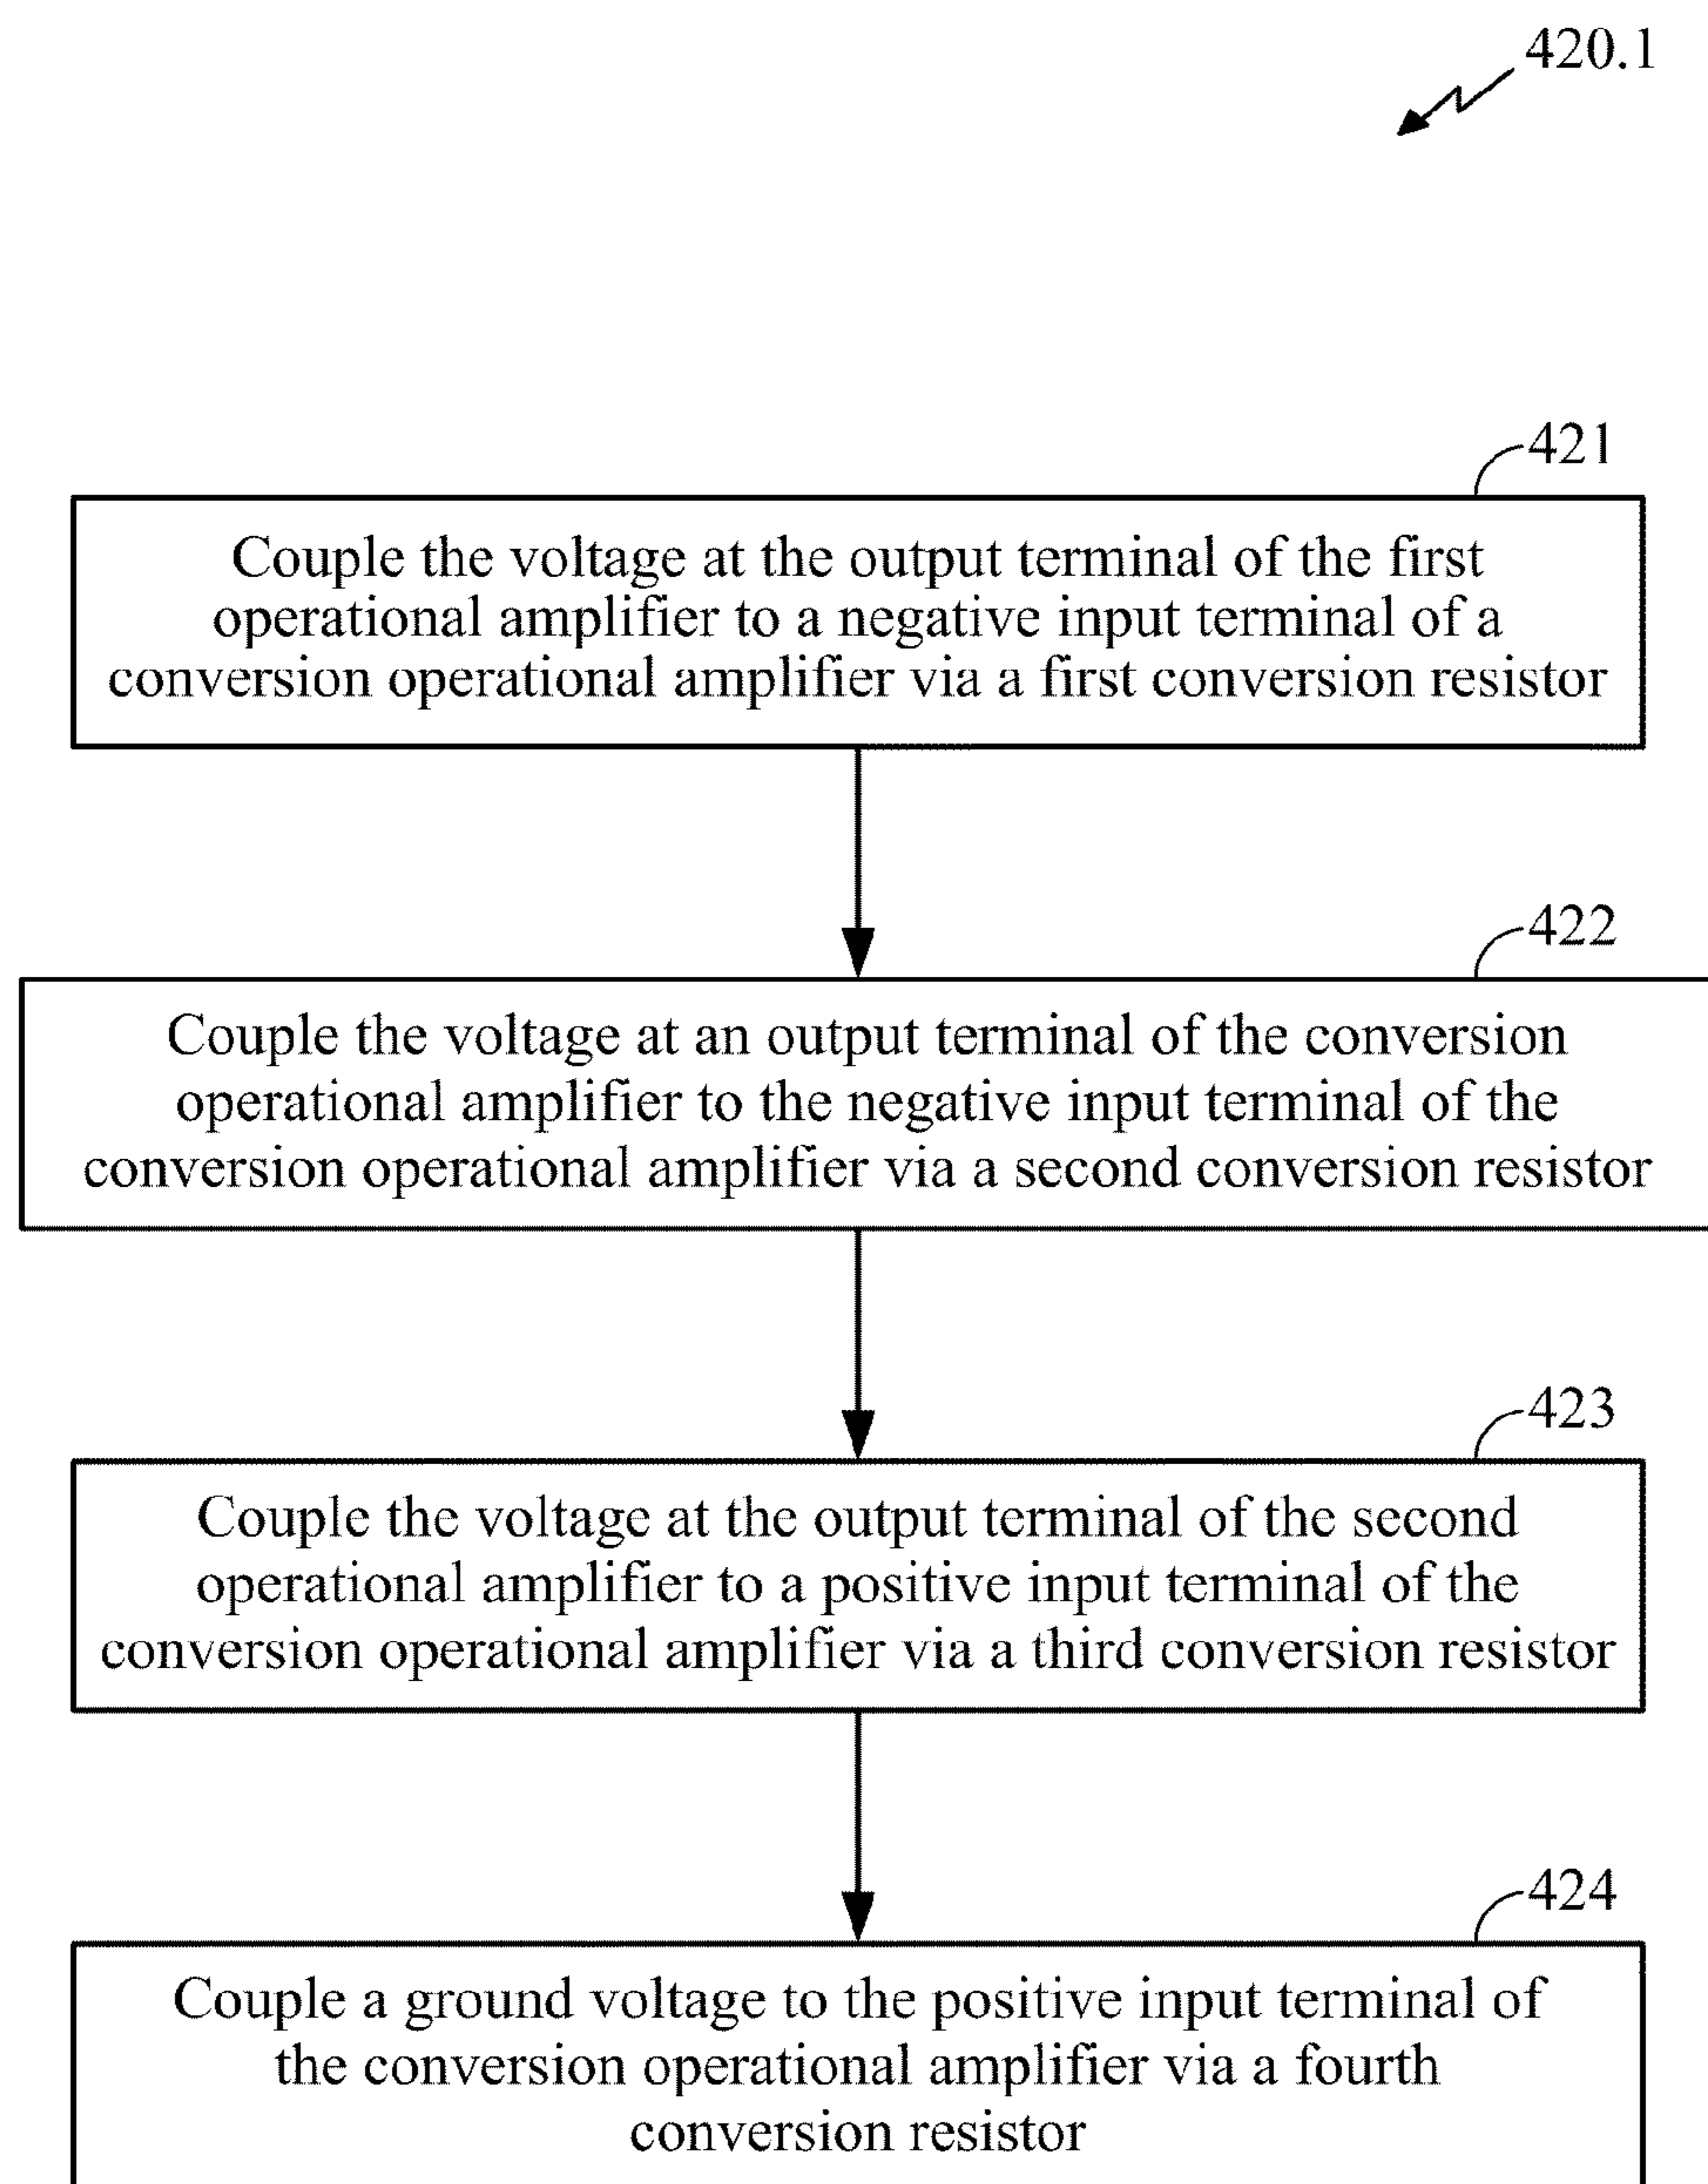 420.1
421
Couple the voltage at the output terminal of the first
operational amplifier to a negative input terminal of a
conversion operational amplifier via a first conversion resistor
422
Couple the voltage at an output terminal of the conversion
operational amplifier to the negative input terminal of the
conversion operational amplifier via a second conversion resistor
423
Couple the voltage at the output terminal of the second
operational amplifier to a positive input terminal of the
conversion operational amplifier via a third conversion resistor
424
Couple a ground voltage to the positive input terminal of
the conversion operational amplifier via a fourth
conversion resistor